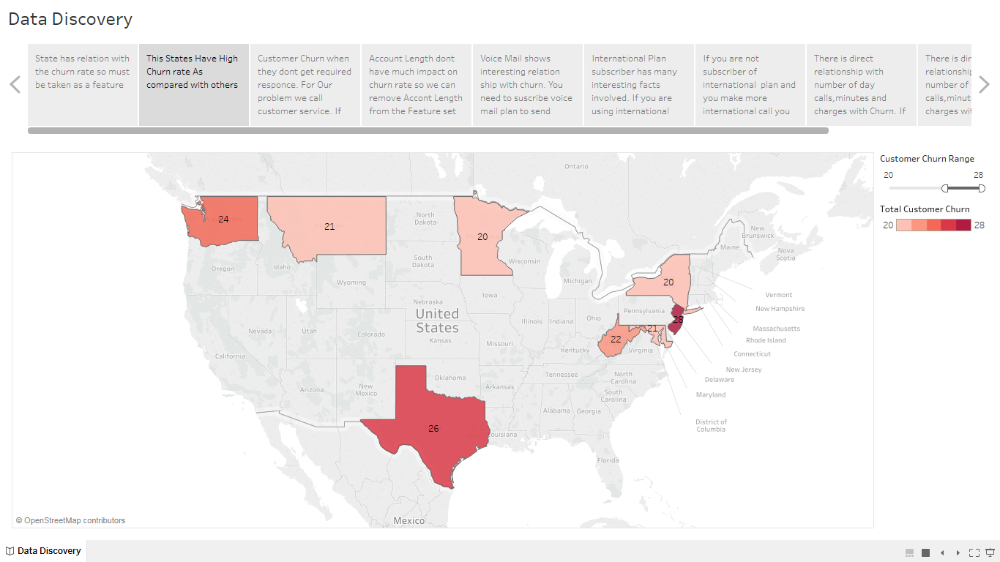 Data Discovery
State has relation with
the churn rate so must
be taken as a feature
This States Have High
Churn rate As
compared with others
Customer Churn when
they dont get required
responce. For Our
problem we call
customer service. If
Account Length dont
have much impact on
churn rate so we can
remove Accont Length
from the Feature set
Voice Mail shows
interesting relation
ship with churn. You
need to suscribe voice
mail plan to send
International Plan
subscriber has many
interesting facts
involved. If you are
using international
If you are not
subscriber of
international plan and
you make more
international call you
There is direct
relationship with
number of day
calls,minutes and
charges with Churn. If
There is dir
relationship
number of
calls,minut
charges wit
Customer Churn Range
20 28
Total Customer Churn
20 28
Ontario
24
21
North
Dakota
20
New
Brunswick
Maine
Nova
Scotia
Oregon
Idaho
South
Dakota
Wisconsin
Michigan
20
Wyoming
Iowa
Vermont
Nebraska
New Hampshire
United
States
Pennsylvania
28
Ohio
Illinois
Indiana
Nevada
Utah
Colorado
Kansas
Missouri
21
22
Massachusetts
Rhode Island
Kentucky
Virginia
Connecticut
California
New Jersey
Oklahoma
Tennessee
North
Carolina
Delaware
Arizona
New
Mexico
Arkansas
South
Carolina
Maryland
Alabama
Georgia
District of
Columbia
26
Louisiana
Florida
Mexico
© OpenStreetMap contributors
Data Discovery